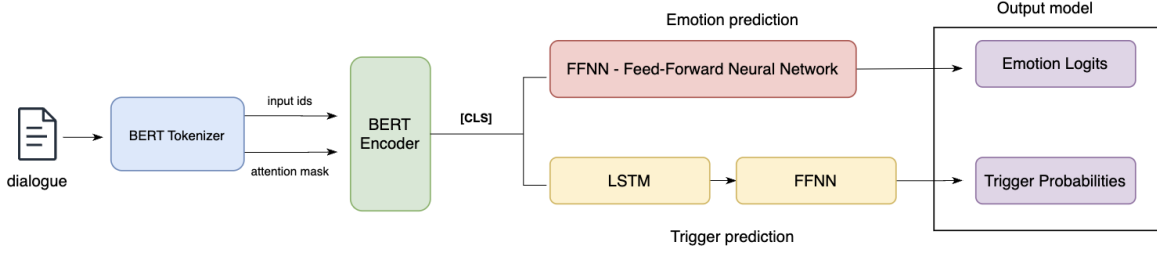 Output model
Emotion prediction
FFNN - Feed-Forward Neural Network
Emotion Logits
input ids
[CLS]
BERT Tokenizer
BERT
Encoder
attention mask
dialogue
LSTM
FFNN
Trigger Probabilities
Trigger prediction